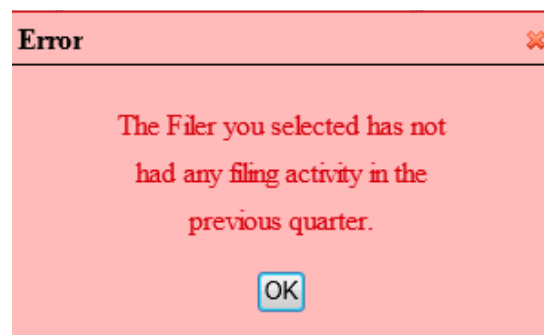 Error
The Filer you selected has not
had any filing activity in the
previous quarter.
OK